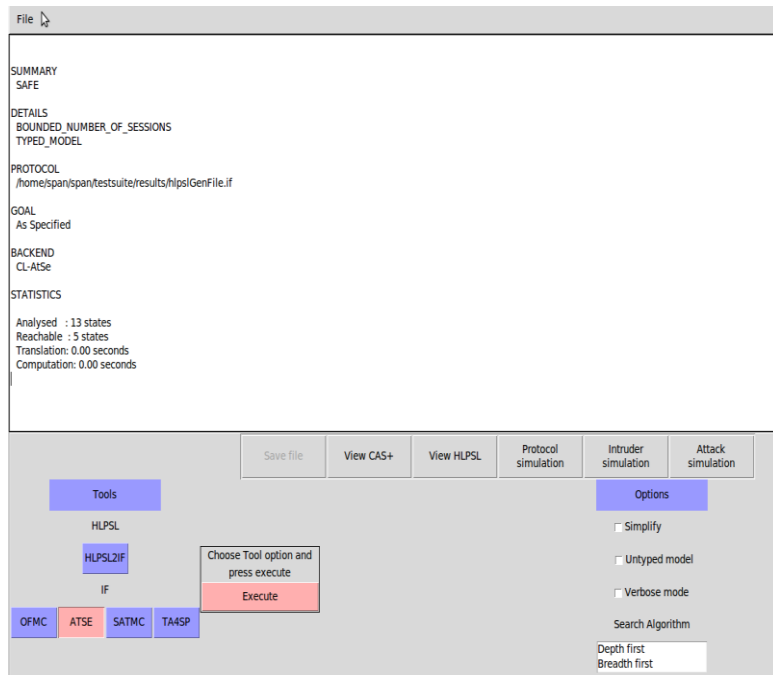 File
SUMMARY
SAFE
DETAILS
BOUNDED_NUMBER_OF_SESSIONS
TYPED_MODEL
PROTOCOL
/home/span/span/testsuite/results/hlpslGenFile.if
GOAL
As Specified
BACKEND
CL-AtSe
STATISTICS
Analysed : 13 states
Reachable : 5 states
Translation: 0.00 seconds
Computation: 0.00 seconds
Save file
View CAS+
View HLPSL
Protocol
simulation
Intruder
simulation
Attack
simulation
Tools
HLPSL
HLPSL2IF
IF
OFMC
ATSE
SATMC
TA4SP
Choose Tool option and
press execute
Execute
Options
Simplify
Untyped model
Verbose mode
Search Algorithm
Depth first
Breadth first